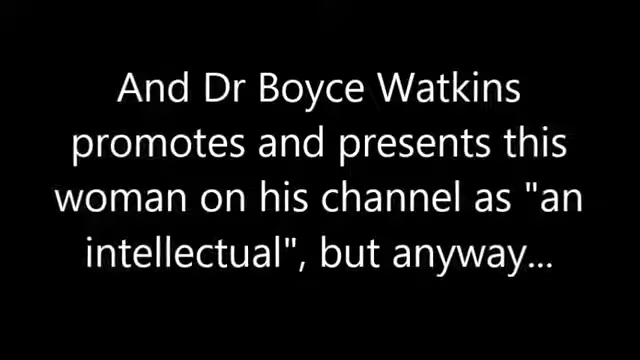 And Dr Boyce Watkins
promotes and presents this
woman on his channel as "an
intellectual", but anyway...